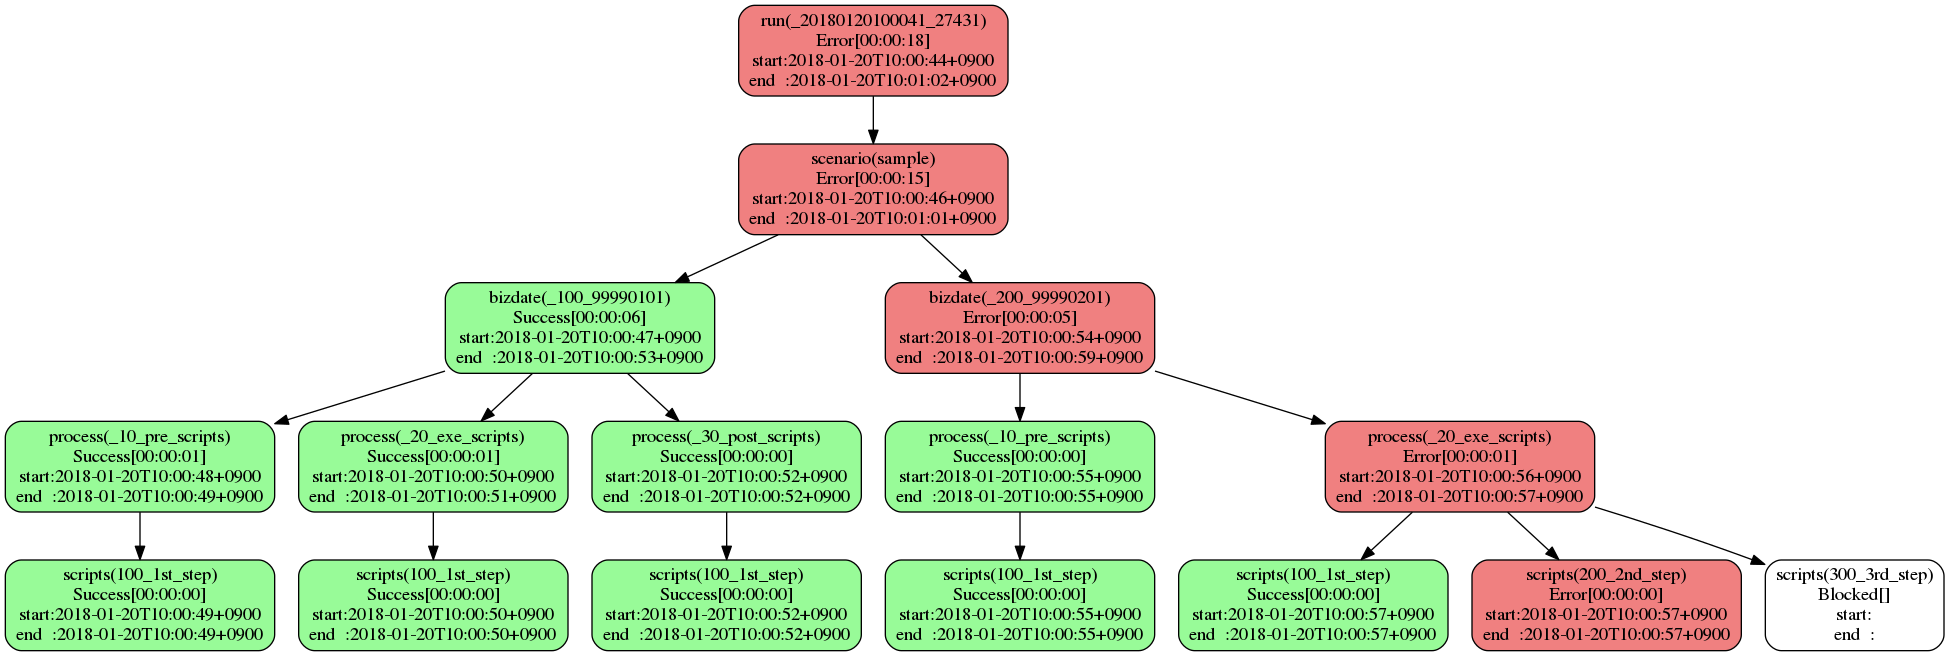 run(_20180120100041_27431)
Error[00:00:18]
start:2018-01-20T10:00:44+0900
end  :2018-01-20T10:01:02+0900
scenario(sample)
Error[00:00:15]
start:2018-01-20T10:00:46+0900
end  :2018-01-20T10:01:01+0900
bizdate(_100_99990101)
Success[00:00:06]
start:2018-01-20T10:00:47+0900
end  :2018-01-20T10:00:53+0900
bizdate(_200_99990201)
Error[00:00:05]
start:2018-01-20T10:00:54+0900
end  :2018-01-20T10:00:59+0900
process(_10_pre_scripts)
Success[00:00:01]
start:2018-01-20T10:00:48+0900
end  :2018-01-20T10:00:49+0900
process(_20_exe_scripts)
Success[00:00:01]
start:2018-01-20T10:00:50+0900
end  :2018-01-20T10:00:51+0900
process(_30_post_scripts)
Success[00:00:00]
start:2018-01-20T10:00:52+0900
end  :2018-01-20T10:00:52+0900
process(_10_pre_scripts)
Success[00:00:00]
start:2018-01-20T10:00:55+0900
end  :2018-01-20T10:00:55+0900
process(_20_exe_scripts)
Error[00:00:01]
start:2018-01-20T10:00:56+0900
end  :2018-01-20T10:00:57+0900
scripts(100_1st_step)
Success[00:00:00]
start:2018-01-20T10:00:49+0900
end  :2018-01-20T10:00:49+0900
scripts(100_1st_step)
Success[00:00:00]
start:2018-01-20T10:00:50+0900
end  :2018-01-20T10:00:50+0900
scripts(100_1st_step)
Success[00:00:00]
start:2018-01-20T10:00:52+0900
end  :2018-01-20T10:00:52+0900
scripts(100_1st_step)
Success[00:00:00]
start:2018-01-20T10:00:55+0900
end  :2018-01-20T10:00:55+0900
scripts(100_1st_step)
Success[00:00:00]
start:2018-01-20T10:00:57+0900
end  :2018-01-20T10:00:57+0900
scripts(200_2nd_step)
Error[00:00:00]
start:2018-01-20T10:00:57+0900
end  :2018-01-20T10:00:57+0900
scripts(300_3rd_step)
Blocked[]
start:
end  :